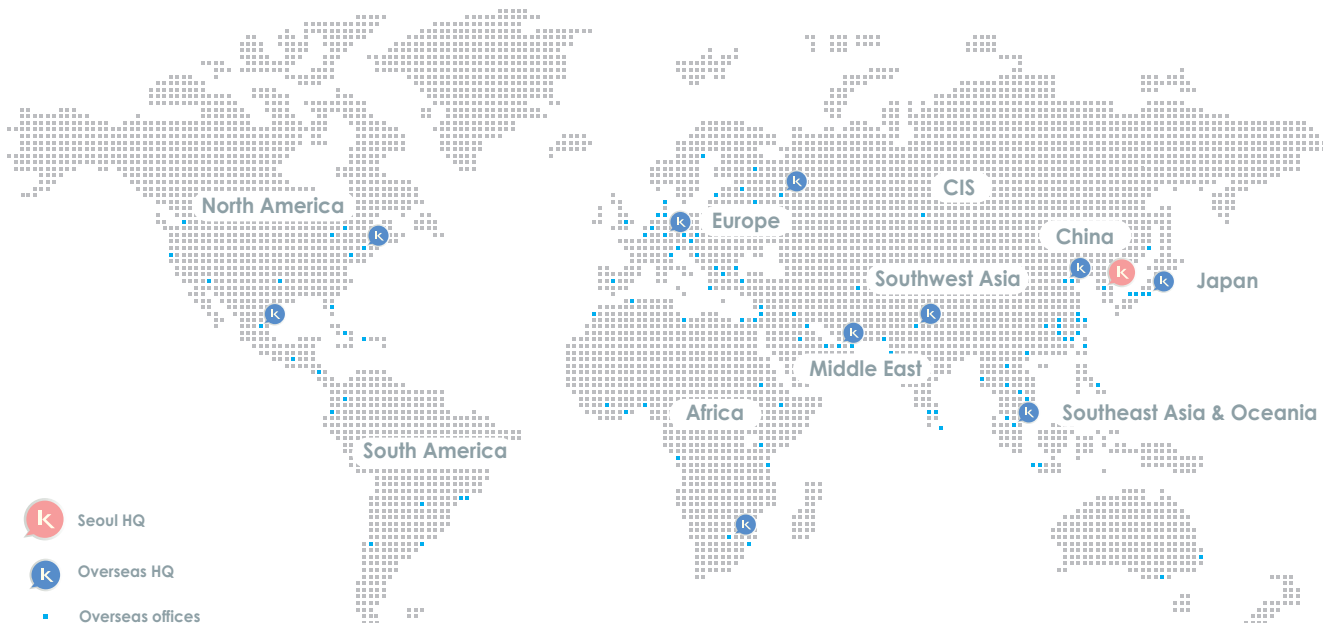 North America
CIS
Europe
China
Southwest Asia
Japan
Middle East
Africa
Southeast Asia & Oceania
South America
Seoul HQ
Overseas HQ
Overseas offices